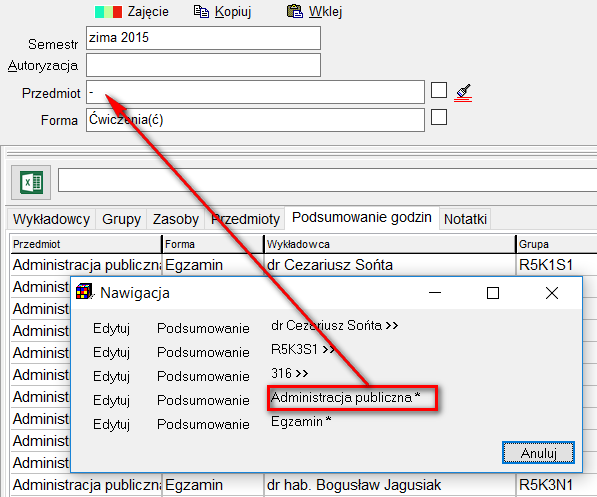 Zajęcie Kopiuj Wklej
Semestr zima 2015
Autoryzacja
Przedmiot -
Forma Ćwiczenia(ć)
Wykładowcy Grupy Zasoby Przedmioty Podsumowanie godzin Notatki
Przedmiot Forma Wykładowca Grupa
Administracja publiczna Egzamin dr Cezariusz Sońta R5K1S1
Administ
Nawigacja
Administ
Edytuj Podsumowanie dr Cezariusz Sońta >>
Administ
Edytuj Podsumowanie R5K3S1 >>
Administ
Edytuj Podsumowanie 316 >>
Administ
Edytuj Podsumowanie Administracja publiczna *
Administ
Edytuj Podsumowanie Egzamin *
Administ
Anuluj
Administ
Administ
Administracja publiczna Egzamin dr hab. Bogusław Jagusiak R5K3N1